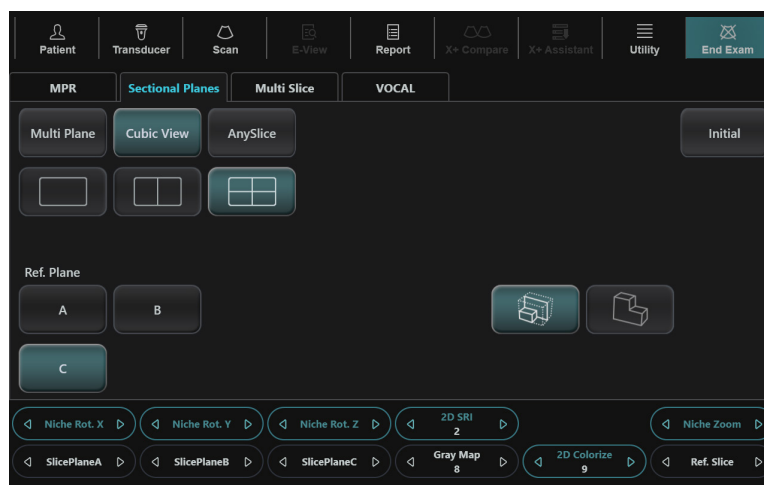 Patient Transducer Scan E-View Report X+ Compare X+ Assistant Utility End Exam
MPR Sectional Planes Multi Slice VOCAL
Multi Plane Cubic View AnySlice Initial
Ref. Plane
A B
C
Niche Rot. X Niche Rot. Y Niche Rot. Z 2D SRI Niche Zoom
2
SlicePlaneA SlicePlaneB SlicePlaneC Gray Map 2D Colorize Ref. Slice
8 9